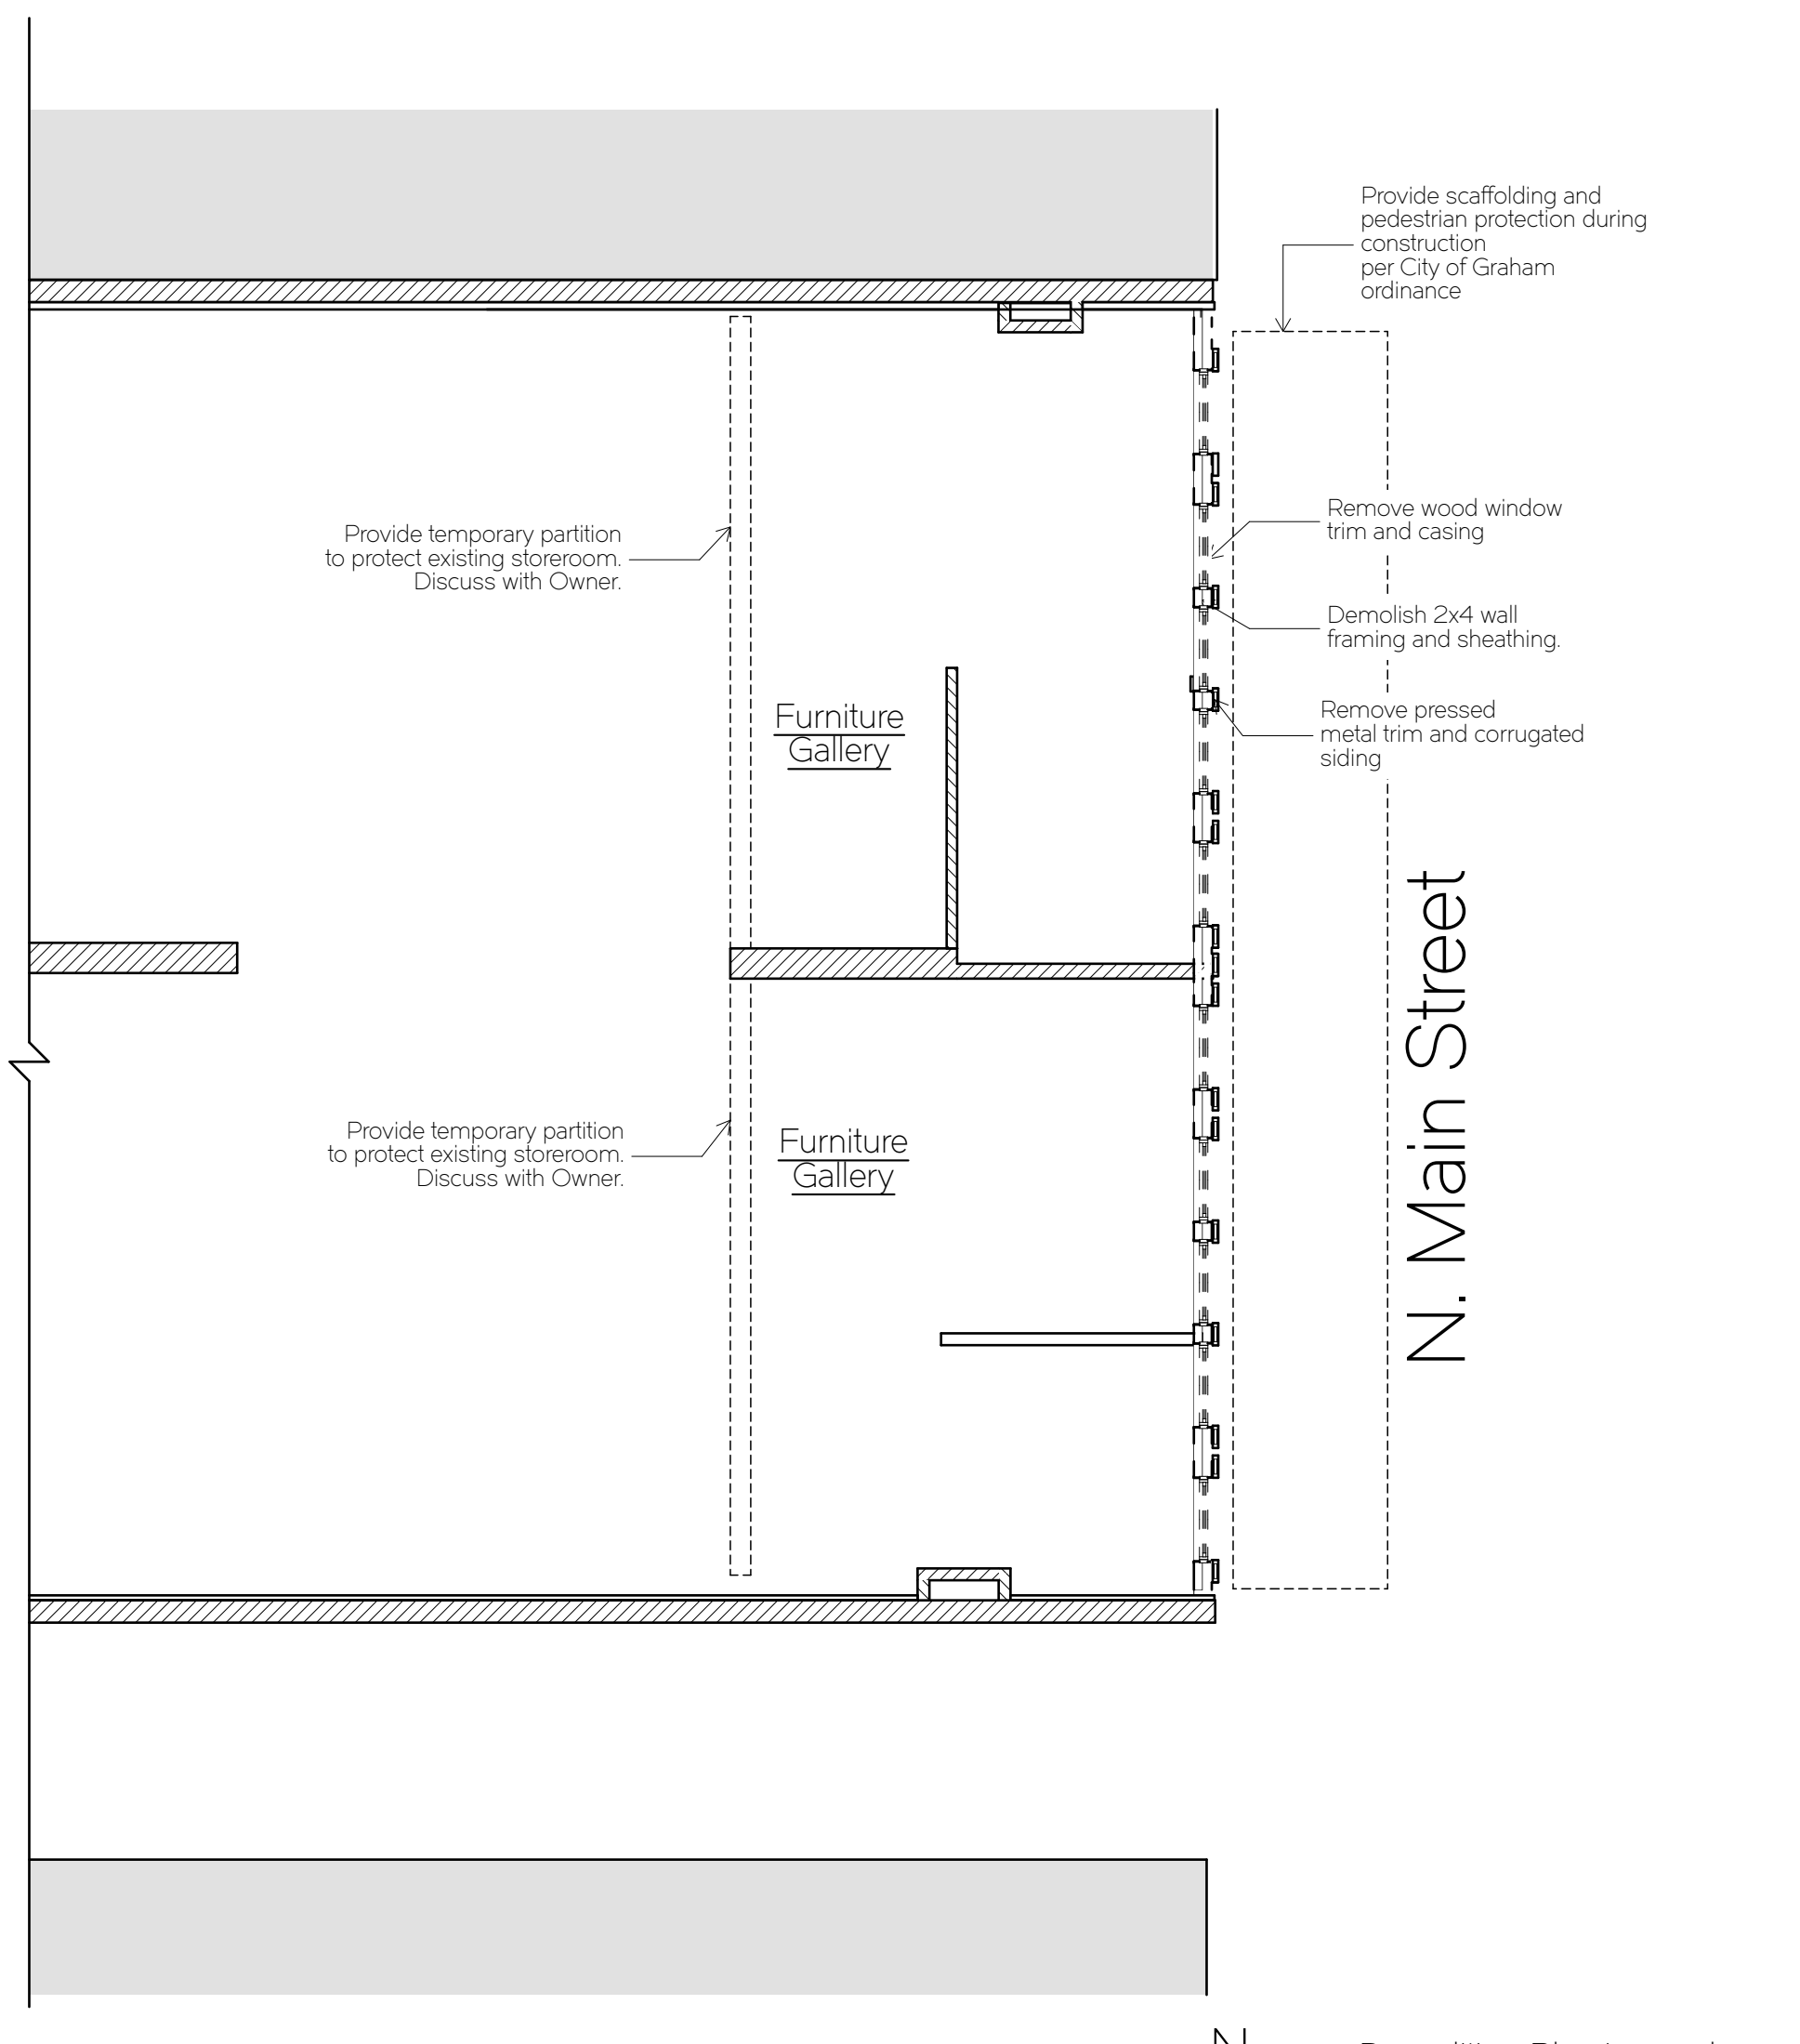 Provide scaffolding and
pedestrian protection during
construction
per City of Graham
ordinance
Remove wood window
trim and casing
Provide temporary partition
to protect existing storeroom.
Discuss with Owner.
Demolish 2x4 wall
framing and sheathing.
Furniture
Gallery
Remove pressed
metal trim and corrugated
siding
N. Main Street
Provide temporary partition
to protect existing storeroom.
Discuss with Owner.
Furniture
Gallery
N